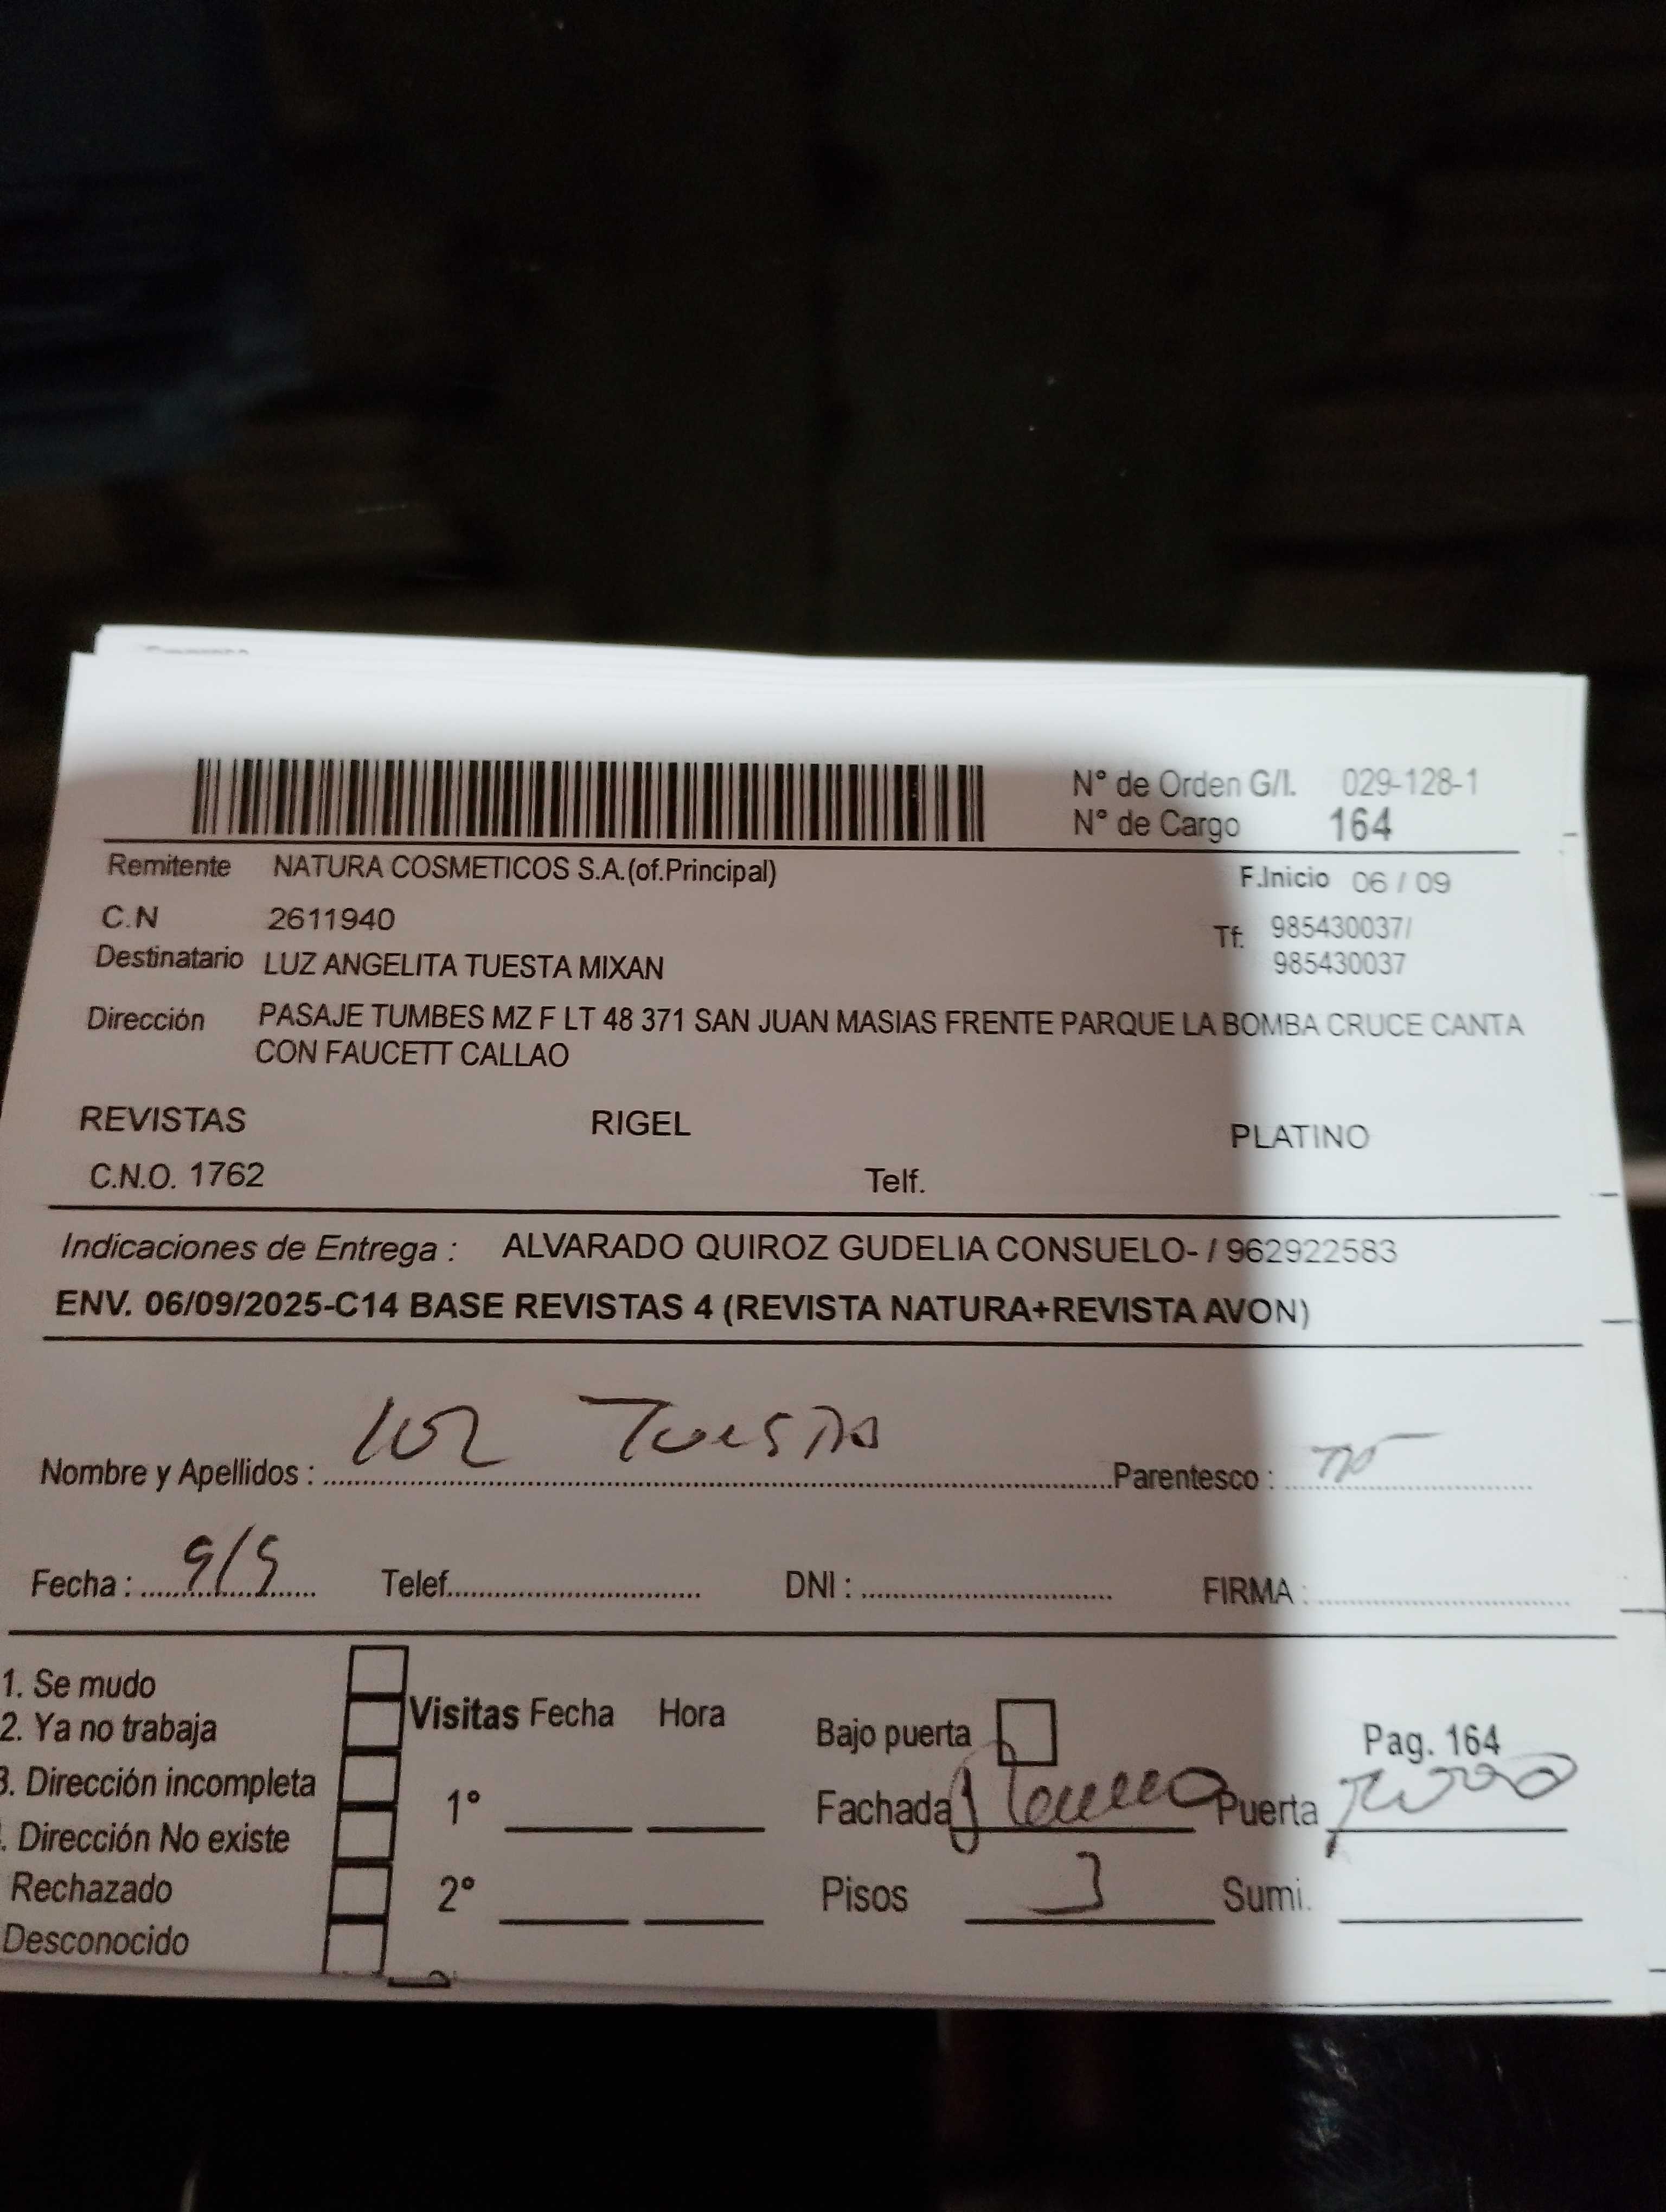 N° de Orden G/I. 029-128-1
N° de Cargo 164
Remitente NATURA COSMETICOS S.A.(of.Principal)
F.Inicio 06 / 09
C.N 2611940
Tf: 985430037/
985430037
Destinatario LUZ ANGELITA TUESTA MIXAN
Dirección PASAJE TUMBES MZ F LT 48 371 SAN JUAN MASIAS FRENTE PARQUE LA BOMBA CRUCE CANTA
CON FAUCETT CALLAO
REVISTAS RIGEL PLATINO
C.N.O. 1762 Telf.
Indicaciones de Entrega : ALVARADO QUIROZ GUDELIA CONSUELO- / 962922583
ENV. 06/09/2025-C14 BASE REVISTAS 4 (REVISTA NATURA+REVISTA AVON)
Nombre y Apellidos : Luz Tuesta Parentesco :
Fecha : 9/9 Telef. DNI : FIRMA :
1. Se mudo
2. Ya no trabaja
3. Dirección incompleta
. Dirección No existe
Rechazado
Desconocido
Visitas Fecha Hora
1°
2°
Bajo puerta Pag. 164
Fachada Puerta
Pisos 3 Sumi.